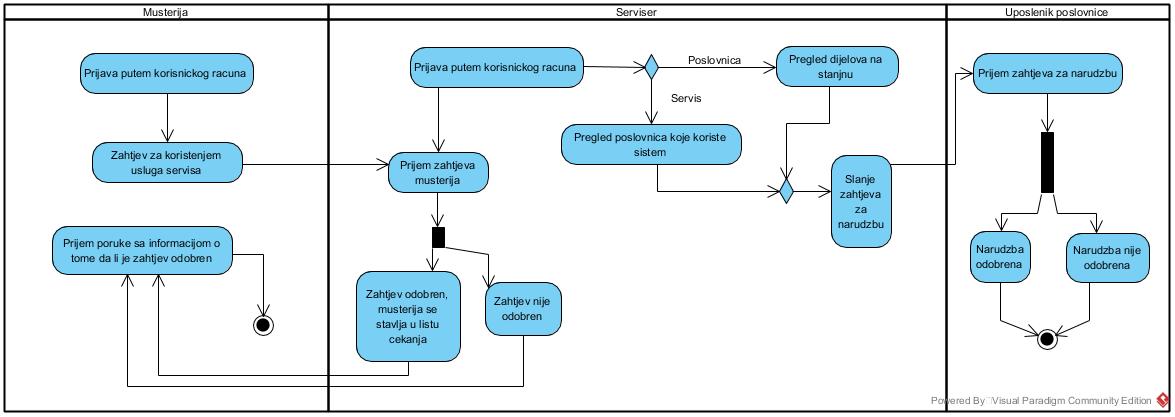 Musterija
Serviser
Uposlenik poslovnice
Prijava putem korisnickog racuna
Zahtjev za koristenjem
usluga servisa
Prijem poruke sa informacijom o
tome da li je zahtjev odobren
Prijava putem korisnickog racuna
Poslovnica
Servis
Pregled dijelova na
stanjnu
Pregled poslovnica koje koriste
sistem
Prijem zahtjeva
musterija
Slanje
zahtjeva
za
narudzbu
Zahtjev odobren,
musterija se
stavlja u listu
cekanja
Zahtjev nije
odobren
Prijem zahtjeva za narudzbu
Narudzba
odobrena
Narudzba nije
odobrena
Powered By Visual Paradigm Community Edition